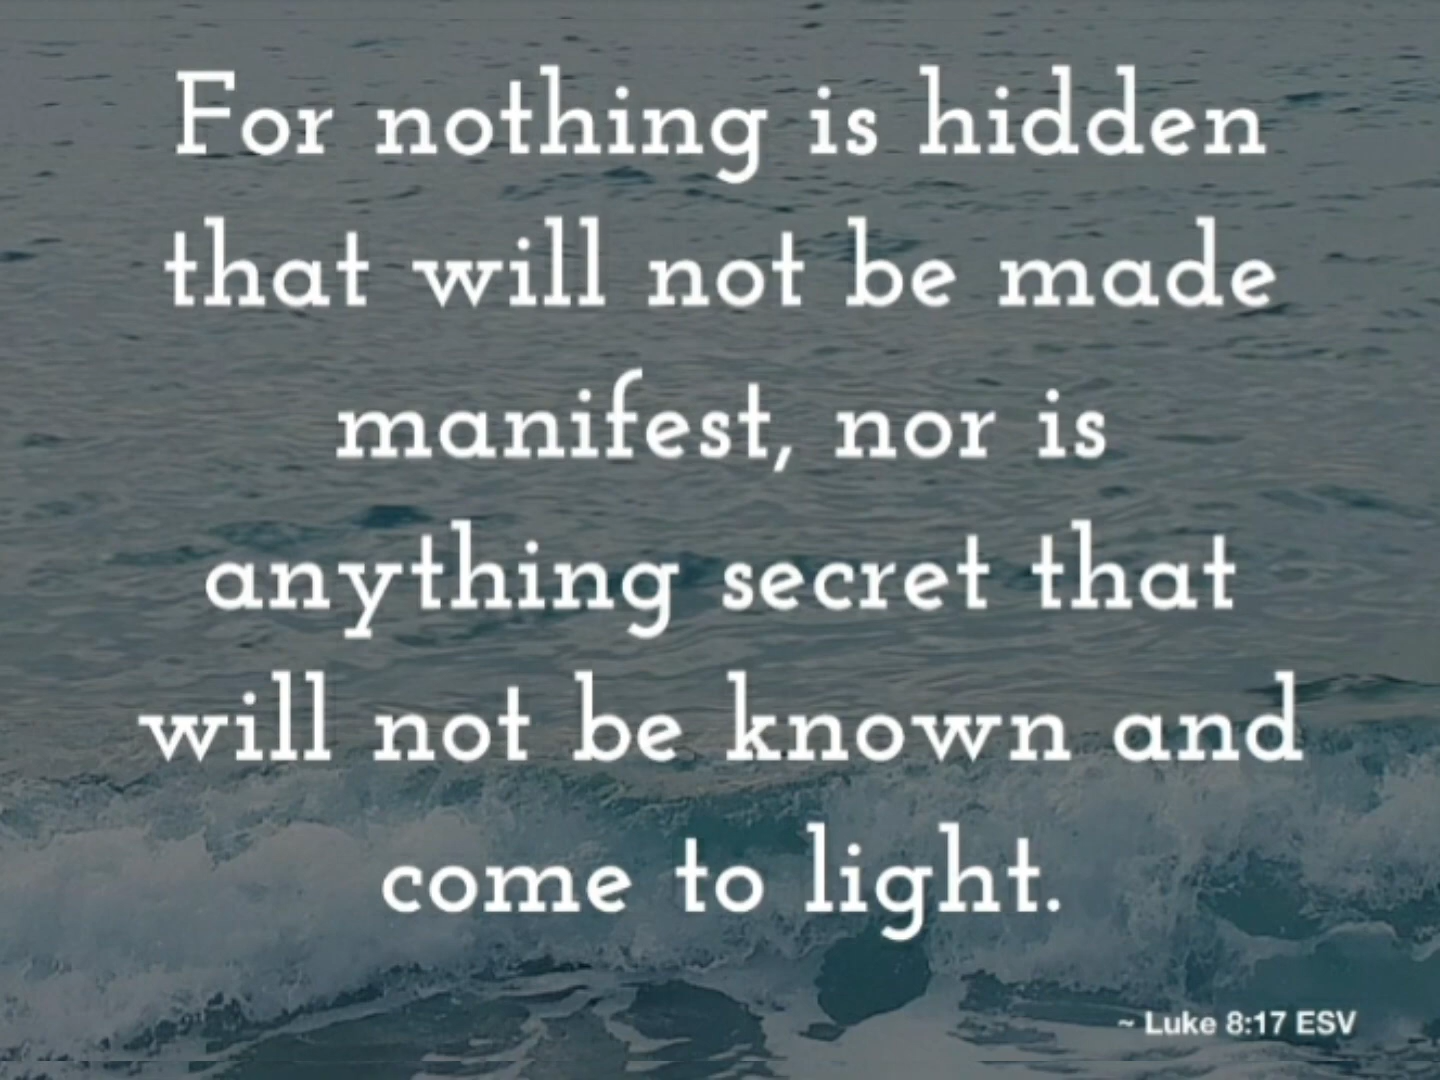 For nothing is hidden
that will not be made
manifest, nor is
anything secret that
will not be known and
come to light.
~ Luke 8:17 ESV